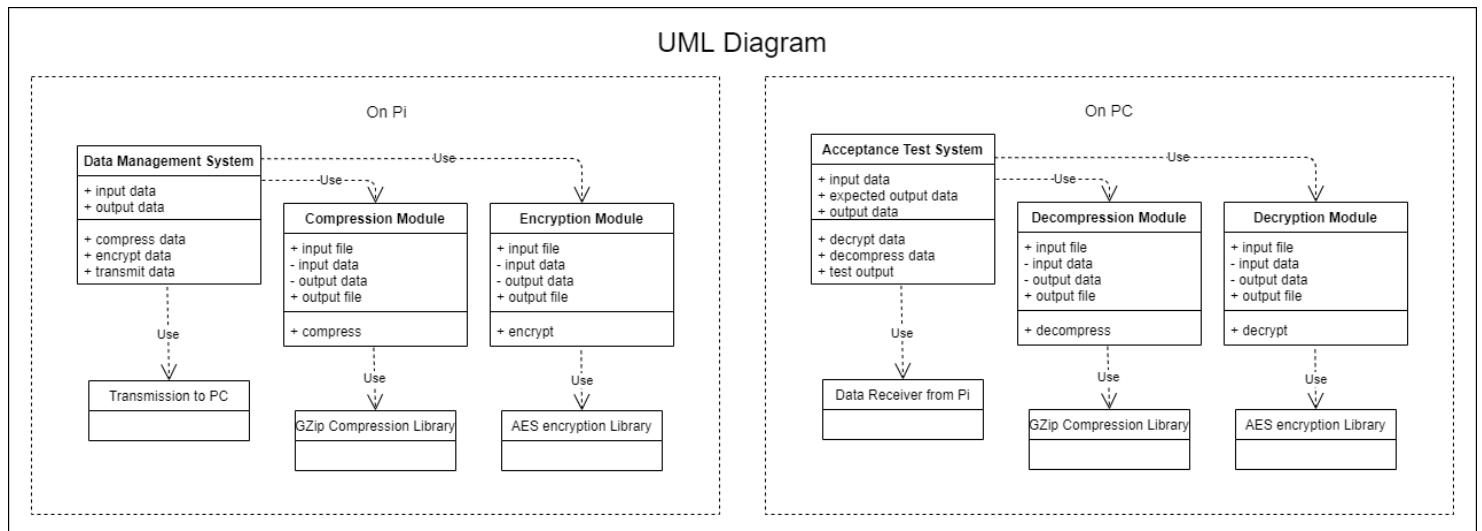 UML Diagram
On Pi
Data Management System
+ input data
+ output data
+ compress data
+ encrypt data
+ transmit data
Use
Use
Compression Module
+ input file
- input data
- output data
+ output file
+ compress
Encryption Module
+ input file
- input data
- output data
+ output file
+ encrypt
Use
Transmission to PC
Use
GZip Compression Library
Use
AES encryption Library
On PC
Acceptance Test System
+ input data
+ expected output data
+ output data
+ decrypt data
+ decompress data
+ test output
Use
Use
Decompression Module
+ input file
- input data
- output data
+ output file
+ decompress
Decryption Module
+ input file
- input data
- output data
+ output file
+ decrypt
Use
Data Receiver from Pi
Use
GZip Compression Library
Use
AES encryption Library